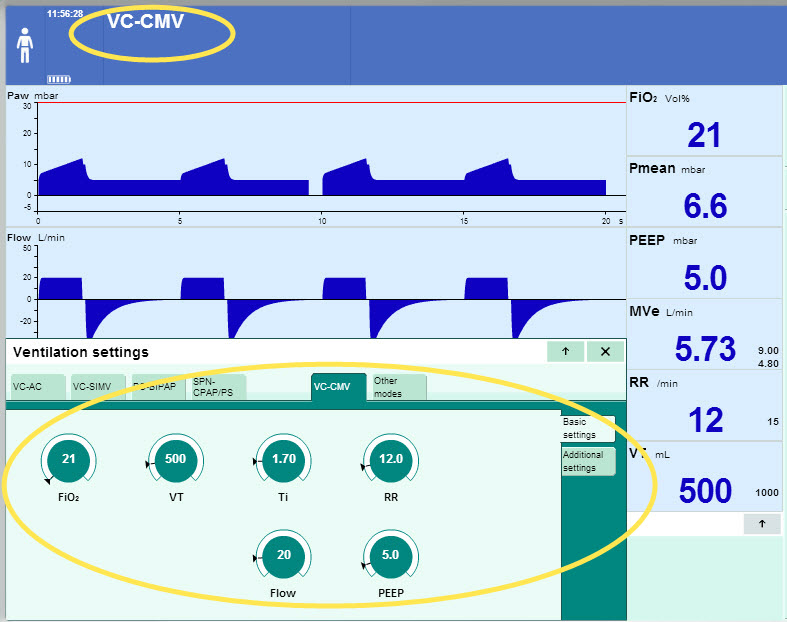 11:56:28
VC-CMV
Paw mbar
30
20
10
0
-5
0 5 10 15 20 s
Flow L/min
50
20
0
-20
FiO₂ Vol%
21
Pmean mbar
6.6
PEEP mbar
5.0
MVe L/min
5.73 9.00
4.80
RR /min
12 15
VT mL
500 1000
↑
Ventilation settings ↑ ✕
VC-AC VC-SIMV PC-BIPAP SPN-
CPAP/PS VC-CMV Other
modes
Basic
settings
Additional
settings
21 500 1.70 12.0
FiO₂ VT Ti RR
20 5.0
Flow PEEP